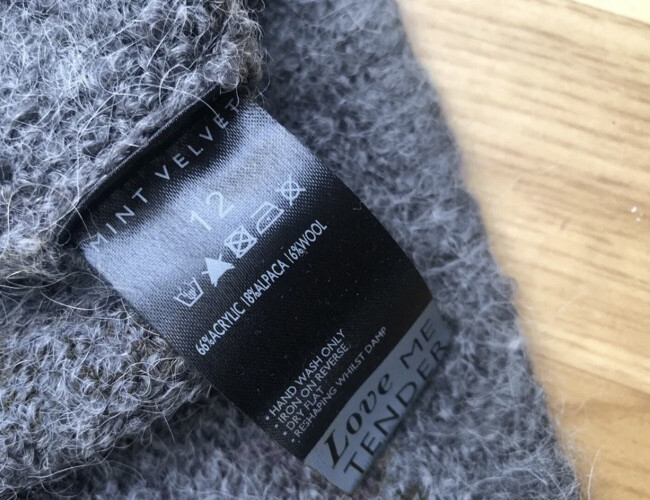 MINT VELVET
12
66%ACRYLIC 18%ALPACA 16%WOOL
• HAND WASH ONLY
• IRON ON REVERSE.
DRY FLAT
• RESHAPING WHILST DAMP
Love ME
TENDER